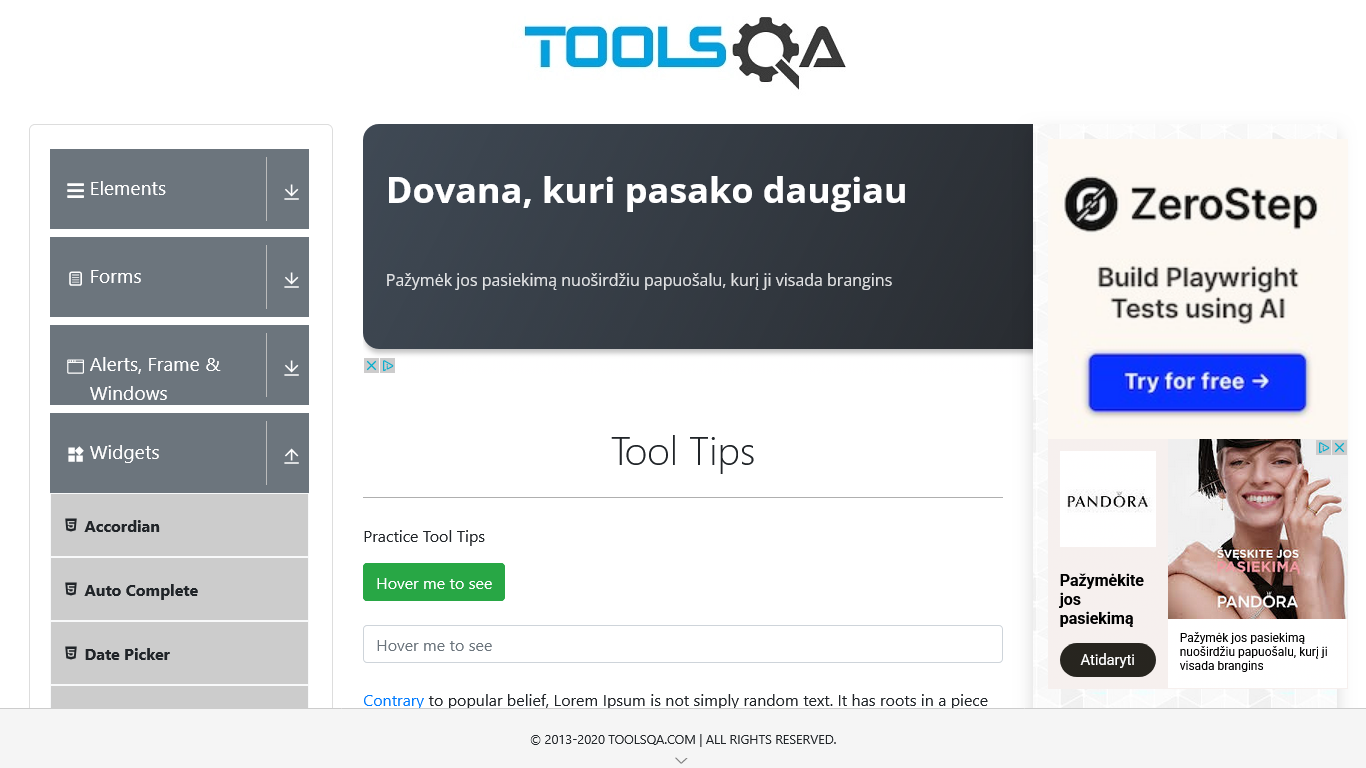 TOOLSQA
Elements
Forms
Alerts, Frame &
Windows
Widgets
Accordian
Auto Complete
Date Picker
Dovana, kuri pasako daugiau
Pažymėk jos pasiekimą nuoširdžiu papuošalu, kurį ji visada brangins
Tool Tips
Practice Tool Tips
Hover me to see
Hover me to see
Contrary to popular belief, Lorem Ipsum is not simply random text. It has roots in a piece
ZeroStep
Build Playwright
Tests using AI
Try for free →
PANDÖRA
Pažymėkite
jos
pasiekimą
Atidaryti
ŠVĘSKITE JOS
PASIEKIMĄ
PANDÖRA
Pažymėk jos pasiekimą
nuoširdžiu papuošalu, kurį ji
visada brangins
© 2013-2020 TOOLSQA.COM | ALL RIGHTS RESERVED.